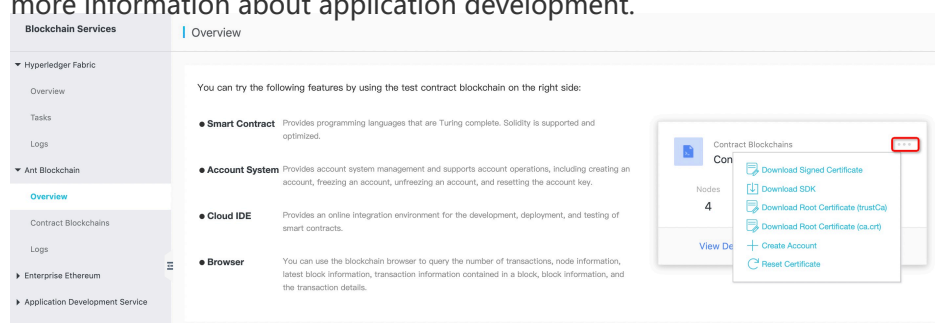 more information about application development.
Blockchain Services
Overview
Hyperledger Fabric
Overview
Tasks
Logs
Ant Blockchain
Overview
Contract Blockchains
Logs
Enterprise Ethereum
Application Development Service
You can try the following features by using the test contract blockchain on the right side:
Smart Contract Provides programming languages that are Turing complete. Solidity is supported and
optimized.
Account System Provides account system management and supports account operations, including creating an
account, freezing an account, unfreezing an account, and resetting the account key.
Cloud IDE Provides an online integration environment for the development, deployment, and testing of
smart contracts.
Browser You can use the blockchain browser to query the number of transactions, node information,
latest block information, transaction information contained in a block, block information, and
the transaction details.
Contract Blockchains
Con
Nodes
4
View De
Download Signed Certificate
Download SDK
Download Root Certificate (trustCa)
Download Root Certificate (ca.crt)
Create Account
Reset Certificate